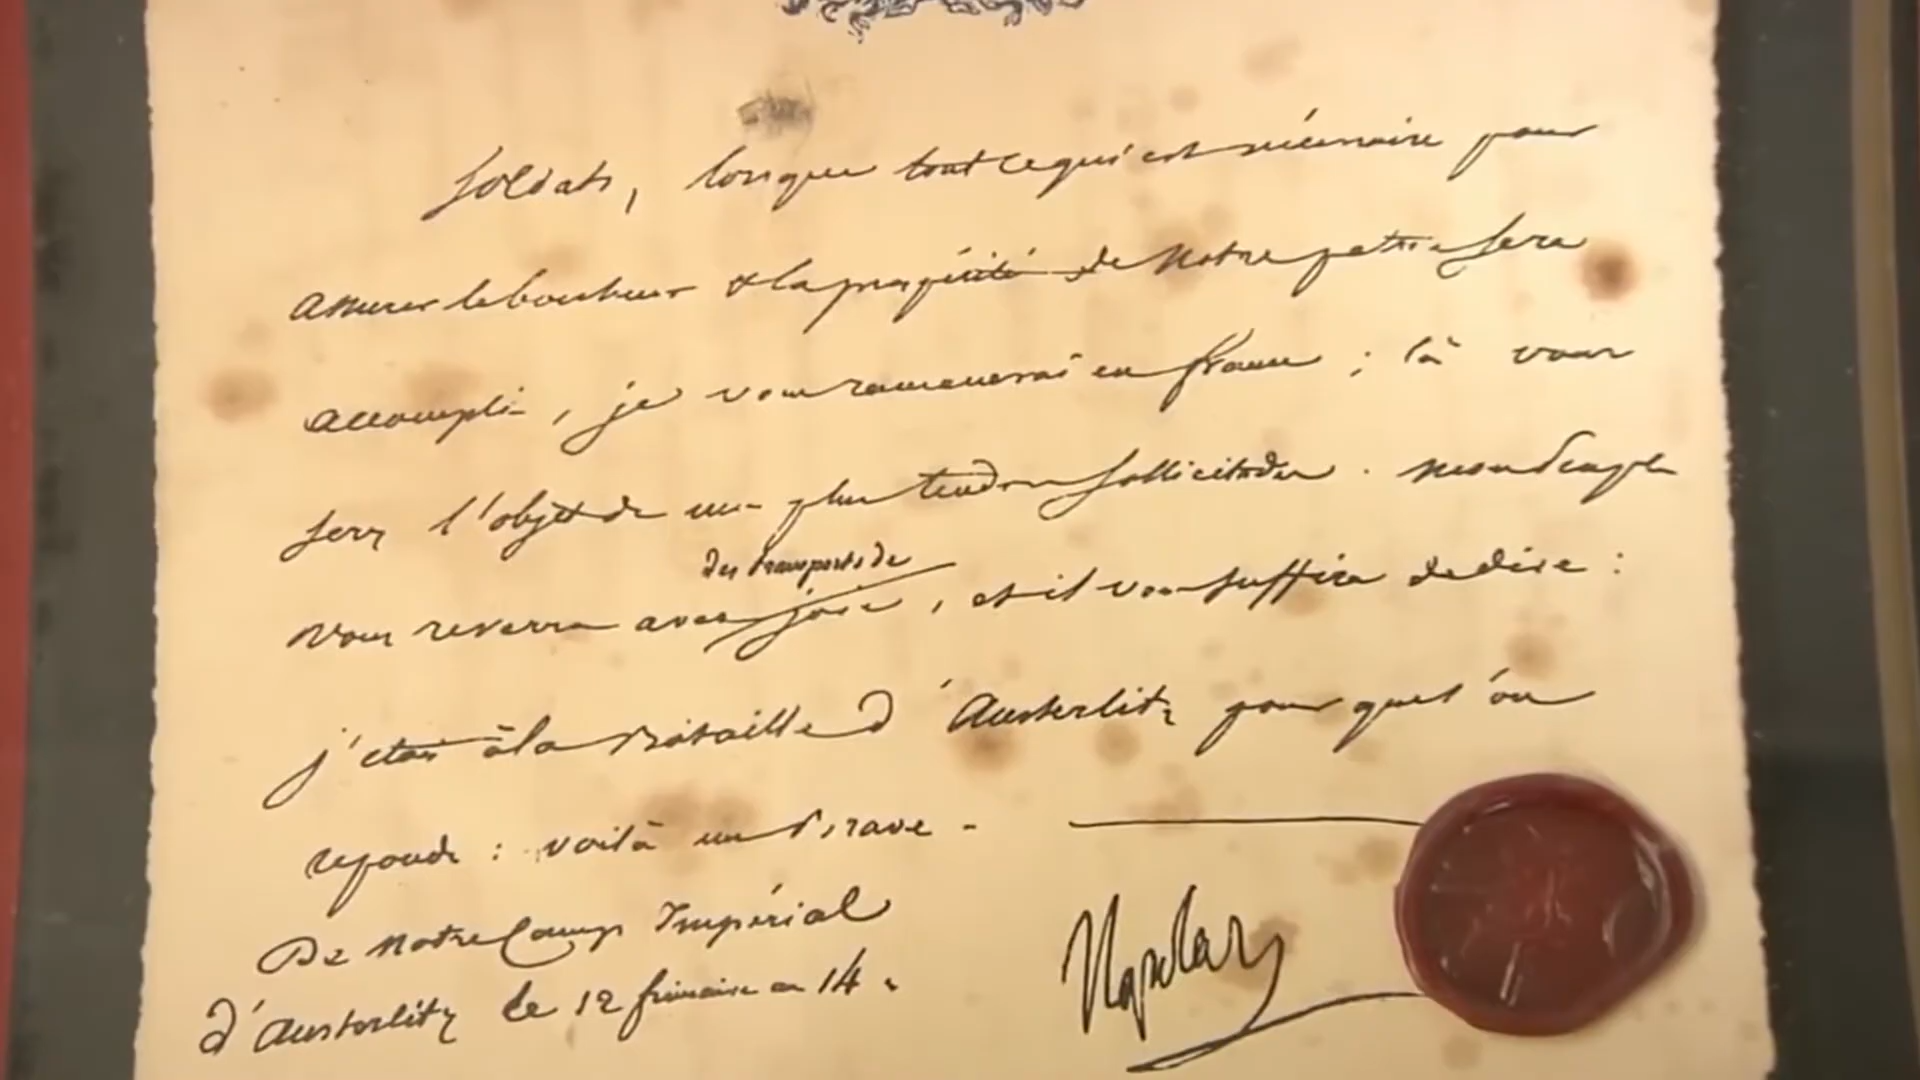 Soldats, lorsque tout ce qui est nécessaire pour
assurer le bonheur & la prospérité de Notre patrie sera
accompli, je vous ramenerai en france ; là vous
serez l'objet de mes plus tendres sollicitudes. mon Peuple
des transports de
Vous reverra avec joie, et il vous suffira de dire :
j'etais à la Bataille d'Austerlitz pour que l'on
reponde : voilà un Brave -
De Notre Camp Impérial
d'Austerlitz le 12 frimaire an 14.
Napoleon